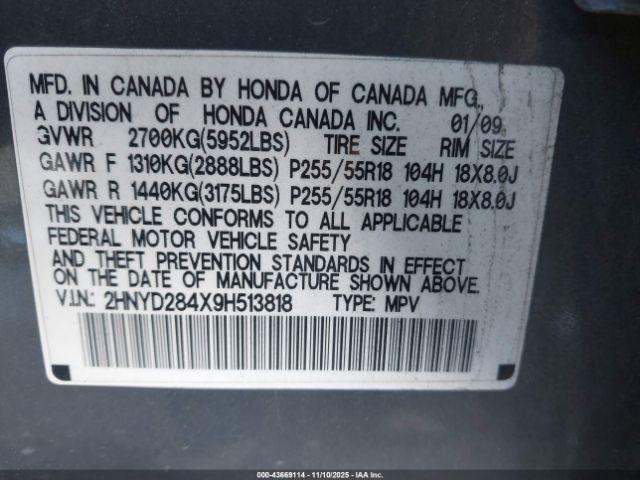 MFD. IN CANADA BY HONDA OF CANADA MFG.,
A DIVISION OF HONDA CANADA INC. 01/09
GVWR 2700KG(5952LBS) TIRE SIZE RIM SIZE
GAWR F 1310KG(2888LBS) P255/55R18 104H 18X8.0J
GAWR R 1440KG(3175LBS) P255/55R18 104H 18X8.0J
THIS VEHICLE CONFORMS TO ALL APPLICABLE
FEDERAL MOTOR VEHICLE SAFETY
AND THEFT PREVENTION STANDARDS IN EFFECT
ON THE DATE OF MANUFACTURE SHOWN ABOVE.
V.I.N.: 2HNYD284X9H513818 TYPE: MPV
000-43669114 - 11/10/2025 - IAA Inc.